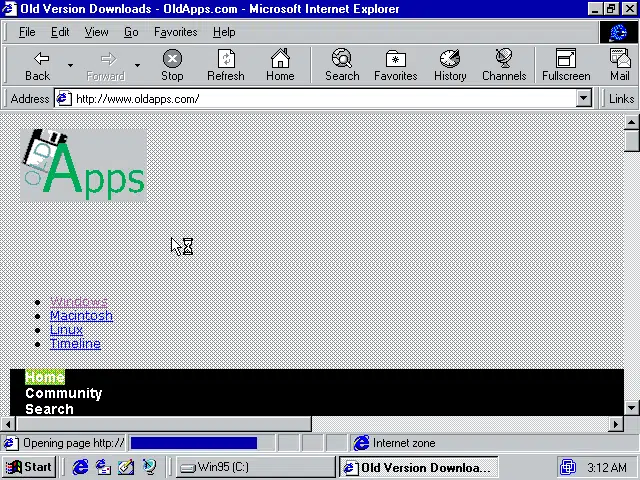 Old Version Downloads - OldApps.com - Microsoft Internet Explorer
File Edit View Go Favorites Help
Back Forward Stop Refresh Home Search Favorites History Channels Fullscreen Mail
Address http://www.oldapps.com/ Links
OLD Apps
Windows
Macintosh
Linux
Timeline
Home
Community
Search
Opening page http:// Internet zone
Start Win95 (C:) Old Version Downloa... 3:12 AM